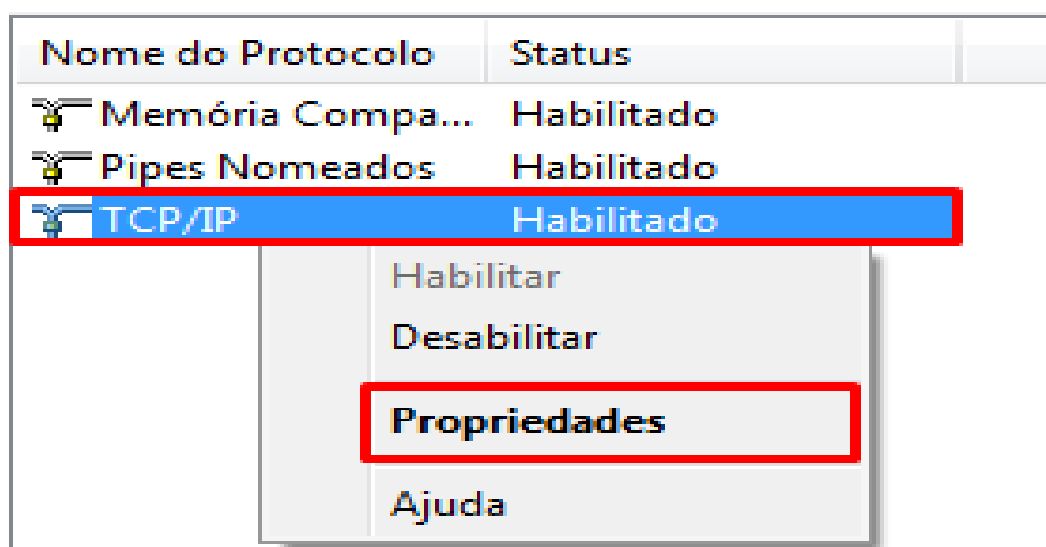 Nome do Protocolo Status
Memória Compa... Habilitado
Pipes Nomeados Habilitado
TCP/IP Habilitado
Habilitar
Desabilitar
Propriedades
Ajuda